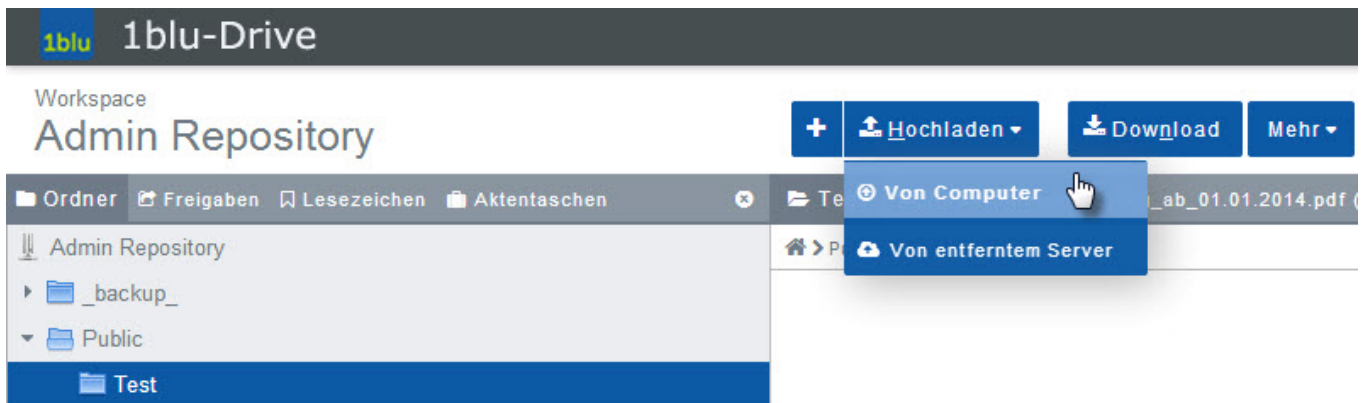 1blu 1blu-Drive
Workspace
Admin Repository
+ Hochladen Download Mehr
Ordner Freigaben Lesezeichen Aktentaschen
Von Computer
_ab_01.01.2014.pdf (
Admin Repository
Von entferntem Server
_backup_
Public
Test